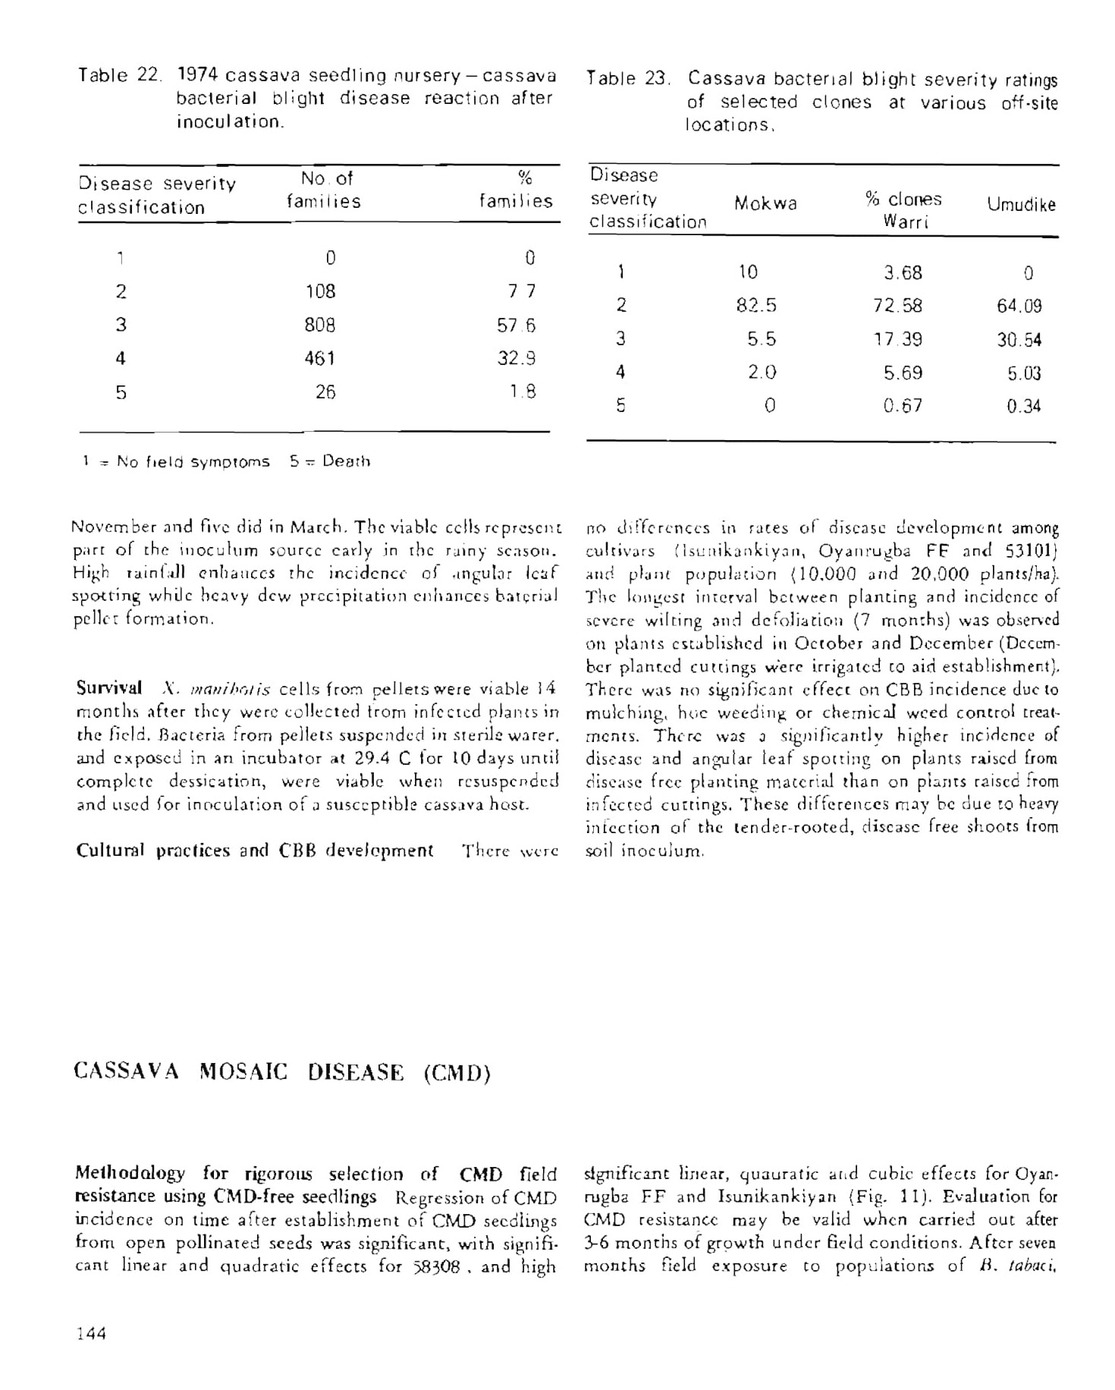 Table 22. 1974 cassava seedling nursery – cassava
bacterial blight disease reaction after
inoculation.
Disease severity classification No. of families % families
1 0 0
2 108 7 7
3 808 57 6
4 461 32.9
5 26 1 8
1 = No field symptoms 5 = Death
Table 23. Cassava bacterial blight severity ratings
of selected clones at various off-site
locations.
Disease
severity
classification Mokwa % clones Warri Umudike
1 10 3.68 0
2 82.5 72.58 64.09
3 5.5 17.39 30.54
4 2.0 5.69 5.03
5 0 0.67 0.34
November and five did in March. The viable cells represent
part of the inoculum source early in the rainy season.
High rainfall enhances the incidence of angular leaf
spotting while heavy dew precipitation enhances baterial
pellet formation.
Survival X. manihotis cells from pellets were viable 14
months after they were collected from infected plants in
the field. Bacteria from pellets suspended in sterile water,
and exposed in an incubator at 29.4 C for 10 days until
complete dessication, were viable when resuspended
and used for inoculation of a susceptible cassava host.
Cultural practices and CBB development There were
no differences in rates of disease development among
cultivars (Isunikankiyan, Oyanrugba FF and 53101)
and plant population (10,000 and 20,000 plants/ha).
The longest interval between planting and incidence of
severe wilting and defoliation (7 months) was observed
on plants established in October and December (Decem-
ber planted cuttings were irrigated to aid establishment).
There was no significant effect on CBB incidence due to
mulching, hoe weeding or chemical weed control treat-
ments. There was a significantly higher incidence of
disease and angular leaf spotting on plants raised from
disease free planting material than on plants raised from
infected cuttings. These differences may be due to heavy
infection of the tender-rooted, disease free shoots from
soil inoculum.
CASSAVA MOSAIC DISEASE (CMD)
Methodology for rigorous selection of CMD field
resistance using CMD-free seedlings Regression of CMD
incidence on time after establishment of CMD seedlings
from open pollinated seeds was significant, with signifi-
cant linear and quadratic effects for 58308 , and high
significant linear, quauratic and cubic effects for Oyan-
rugba FF and Isunikankiyan (Fig. 11). Evaluation for
CMD resistance may be valid when carried out after
3-6 months of growth under field conditions. After seven
months field exposure to populations of B. tabaci,
144